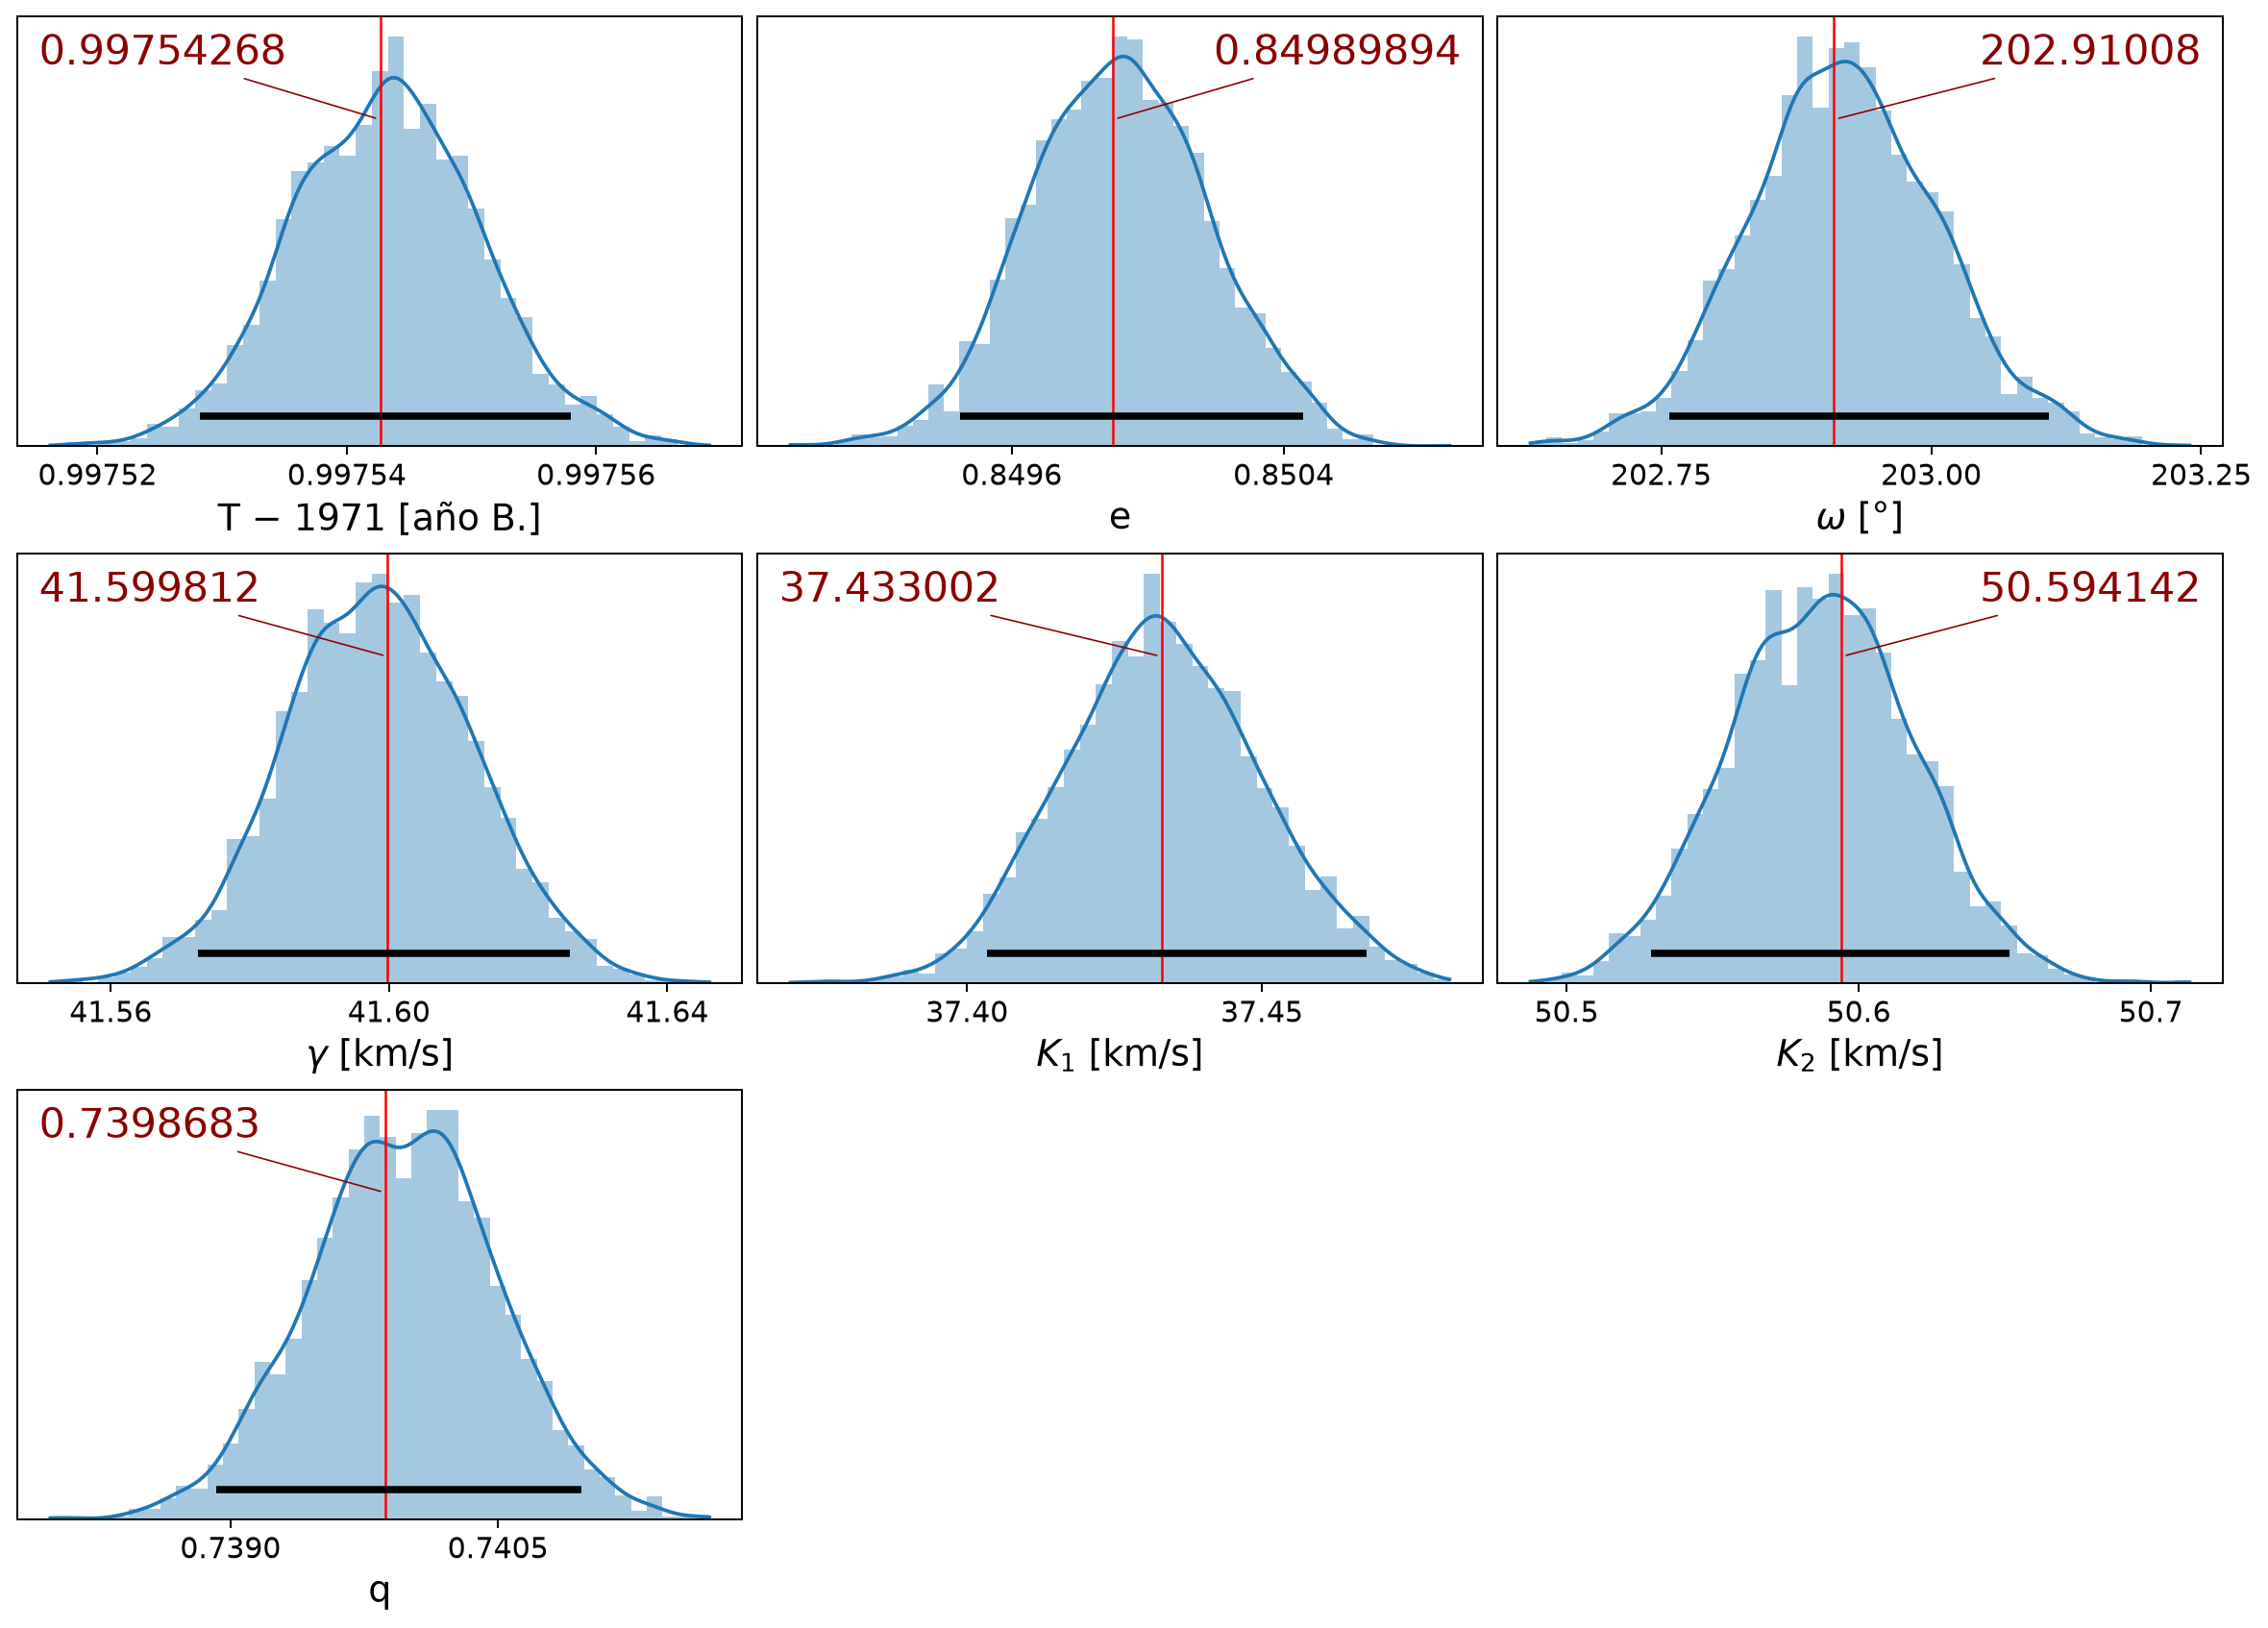 0.99754268
0.84989894
202.91008
0.99752 0.99754 0.99756
0.8496 0.8504
202.75 203.00 203.25
T − 1971 [año B.]
e
ω [°]
41.599812
37.433002
50.594142
41.56 41.60 41.64
37.40 37.45
50.5 50.6 50.7
γ [km/s]
K₁ [km/s]
K₂ [km/s]
0.7398683
0.7390 0.7405
q